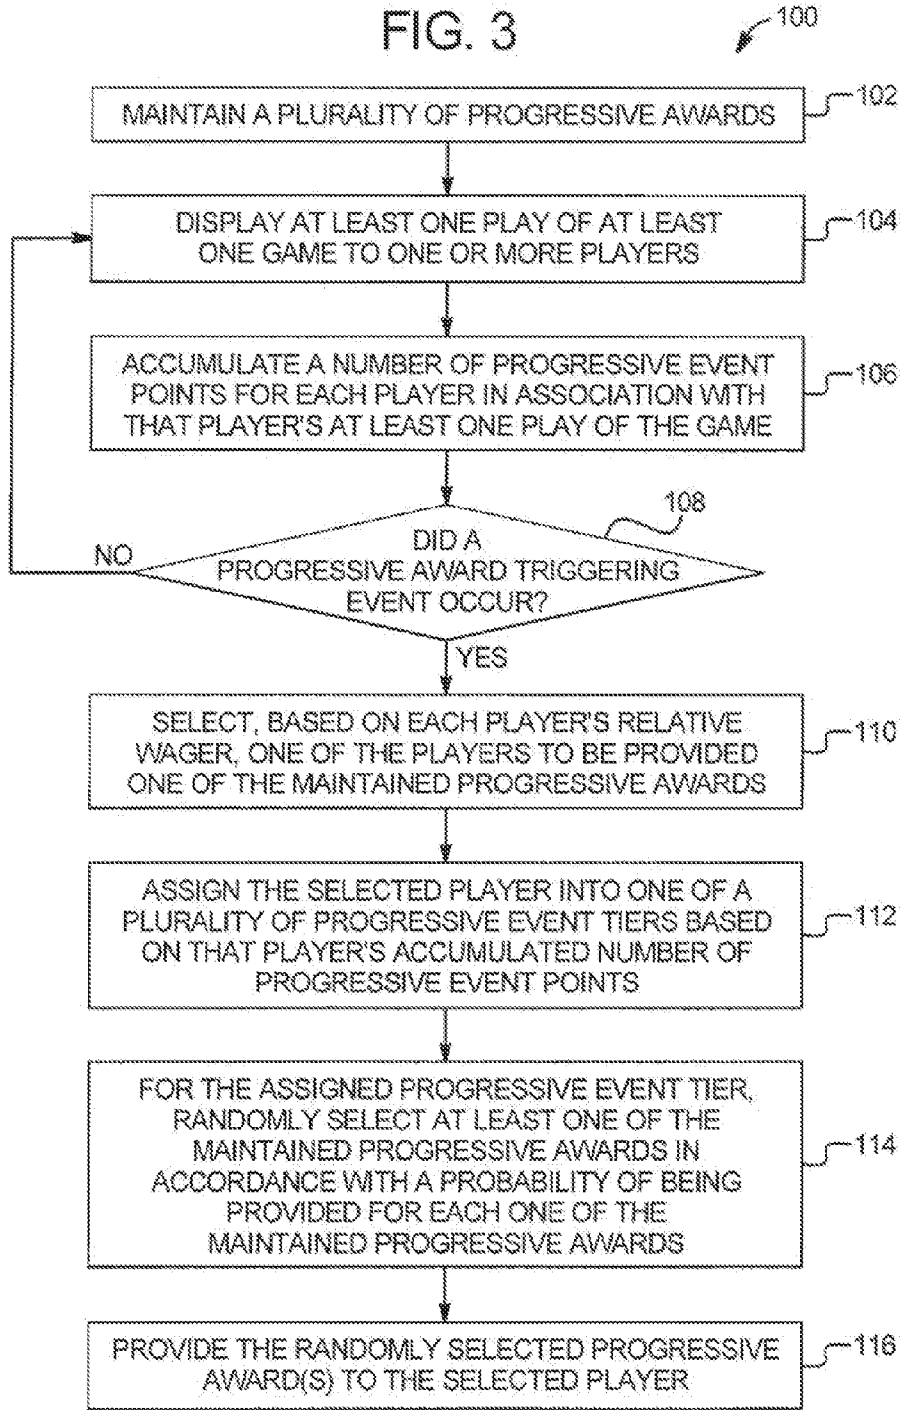 FIG. 3
100
MAINTAIN A PLURALITY OF PROGRESSIVE AWARDS
102
DISPLAY AT LEAST ONE PLAY OF AT LEAST
ONE GAME TO ONE OR MORE PLAYERS
104
ACCUMULATE A NUMBER OF PROGRESSIVE EVENT
POINTS FOR EACH PLAYER IN ASSOCIATION WITH
THAT PLAYER'S AT LEAST ONE PLAY OF THE GAME
106
108
DID A
PROGRESSIVE AWARD TRIGGERING
EVENT OCCUR?
NO
YES
SELECT, BASED ON EACH PLAYER'S RELATIVE
WAGER, ONE OF THE PLAYERS TO BE PROVIDED
ONE OF THE MAINTAINED PROGRESSIVE AWARDS
110
ASSIGN THE SELECTED PLAYER INTO ONE OF A
PLURALITY OF PROGRESSIVE EVENT TIERS BASED
ON THAT PLAYER'S ACCUMULATED NUMBER OF
PROGRESSIVE EVENT POINTS
112
FOR THE ASSIGNED PROGRESSIVE EVENT TIER,
RANDOMLY SELECT AT LEAST ONE OF THE
MAINTAINED PROGRESSIVE AWARDS IN
ACCORDANCE WITH A PROBABILITY OF BEING
PROVIDED FOR EACH ONE OF THE
MAINTAINED PROGRESSIVE AWARDS
114
PROVIDE THE RANDOMLY SELECTED PROGRESSIVE
AWARD(S) TO THE SELECTED PLAYER
116